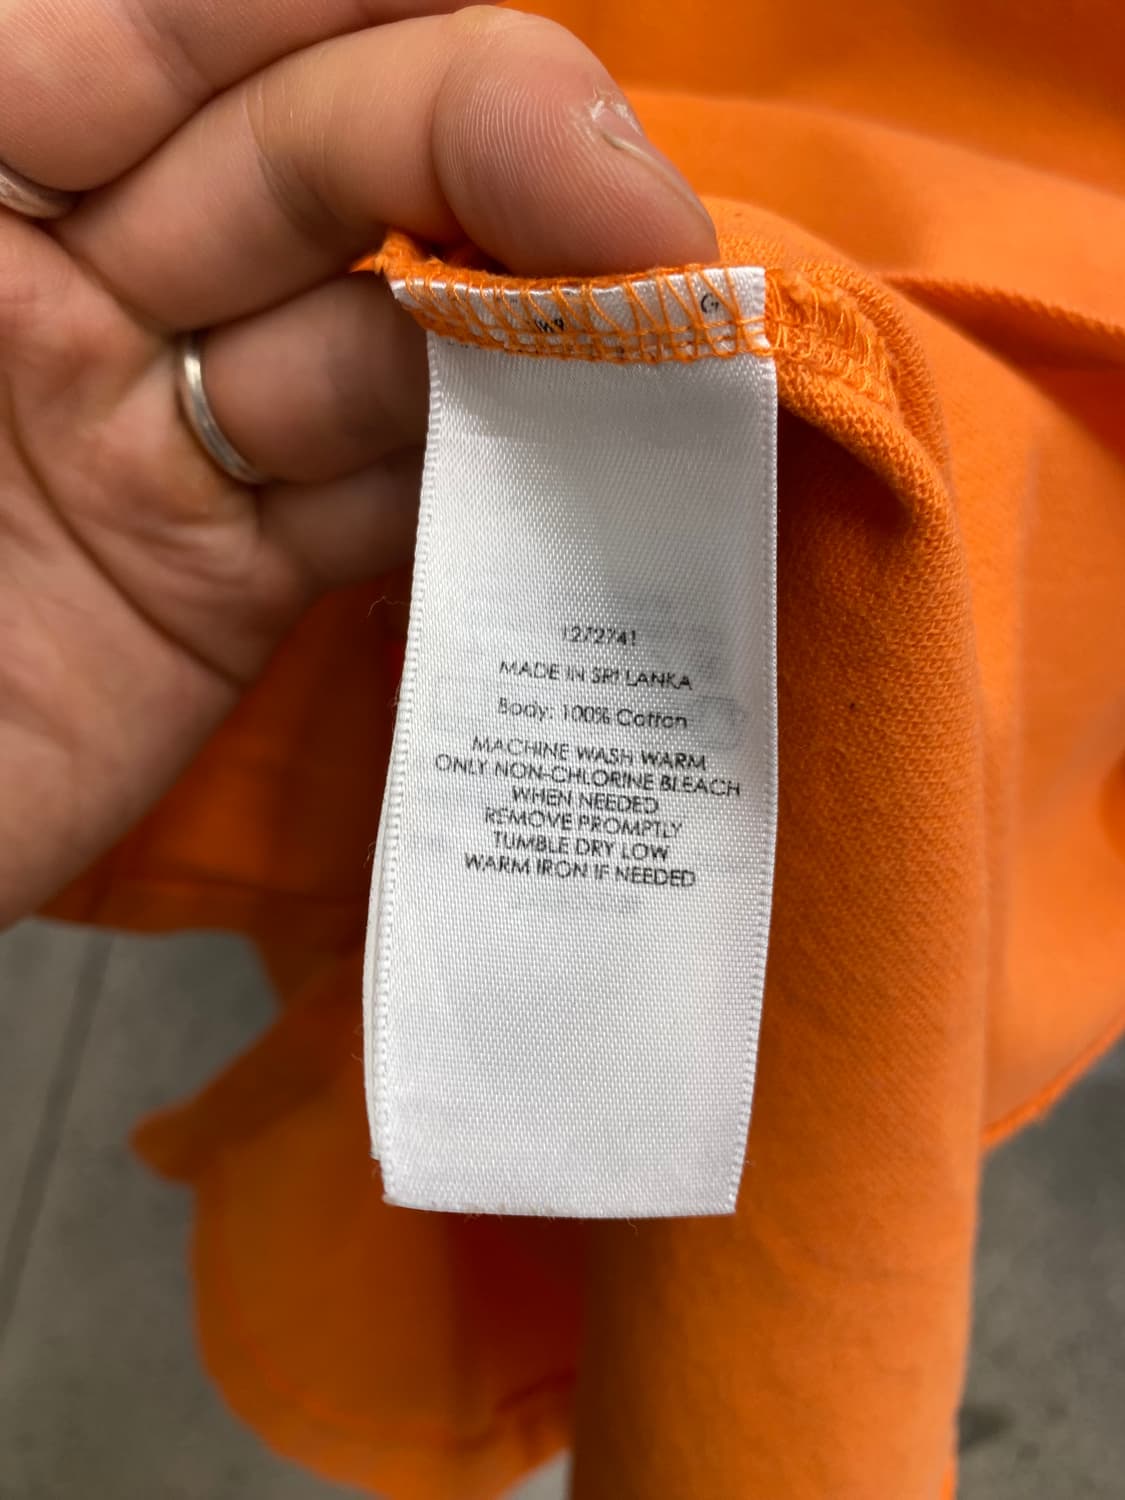 1272741
MADE IN SRI LANKA
Body: 100% Cotton
MACHINE WASH WARM
ONLY NON-CHLORINE BLEACH
WHEN NEEDED
REMOVE PROMPTLY
TUMBLE DRY LOW
WARM IRON IF NEEDED